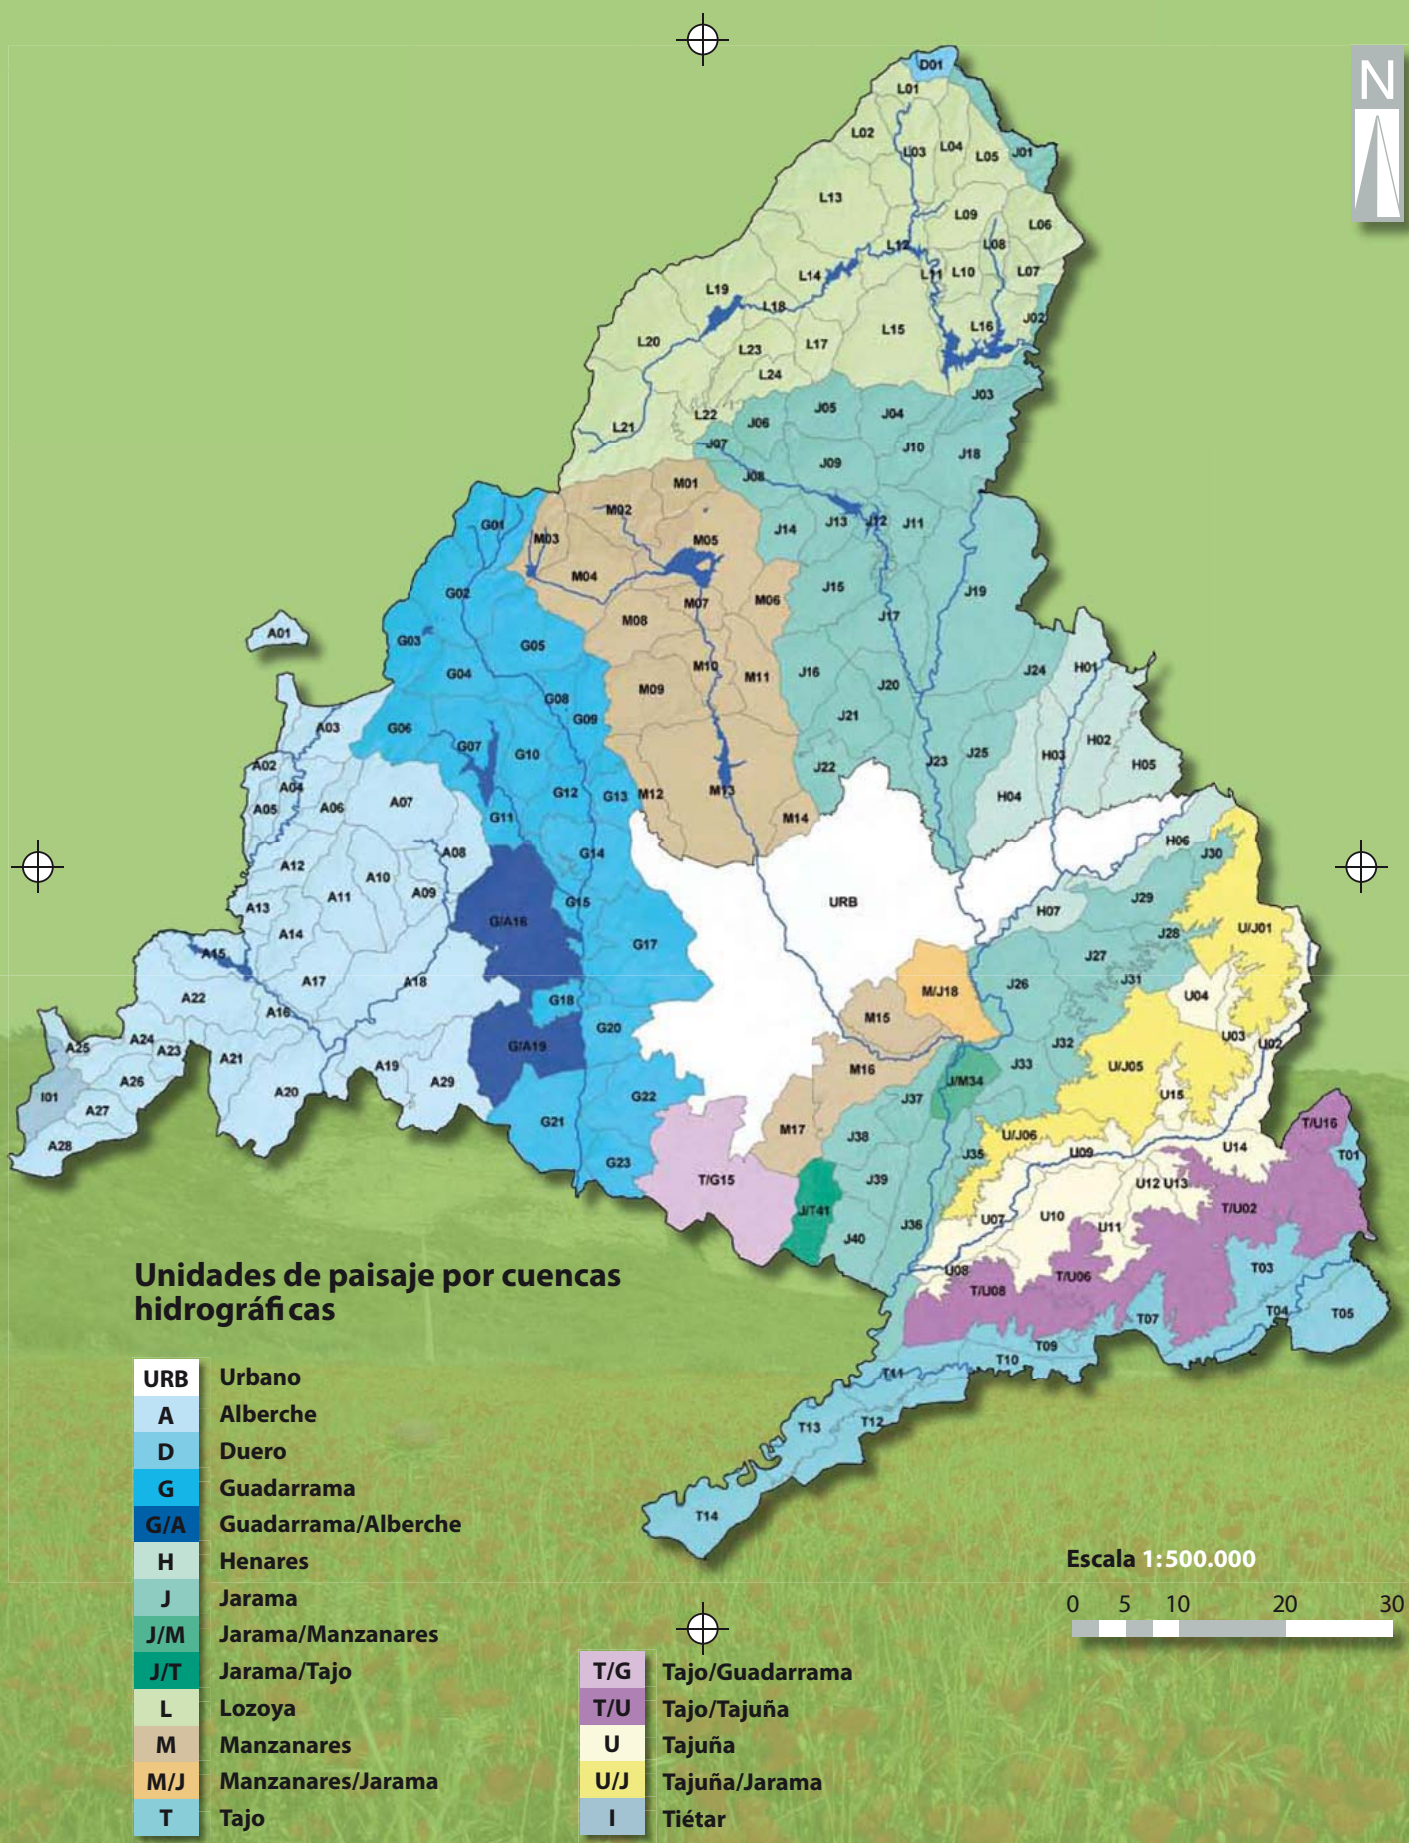 N
D01
L01
L02
L03
L04
L05
J01
L13
L09
L06
L12
L08
L14
L11
L10
L07
L19
L18
J02
L15
L16
L20
L23
L17
L24
J03
L22
J06
J05
J04
L21
J07
J10
J18
J09
J08
M01
M02
G01
M03
M05
J14
J13
J12
J11
M04
G02
M07
M06
J15
J19
J17
M08
A01
G03
G05
M10
M11
J16
J24
H01
G04
M09
J20
G08
G09
J21
A03
G06
G07
G10
J22
J23
J25
H03
H02
H05
A02
A04
A05
A06
A07
G12
G13
M12
M13
H04
G11
M14
A08
G14
H06
J30
A12
A10
A09
A11
G15
URB
J29
A13
H07
G/A16
A14
J28
U/J01
A15
G17
J27
A17
A18
M/J18
J26
J31
U04
A22
G18
A16
M15
G20
U03
U02
A24
A23
A25
G/A19
J32
A21
A19
M16
J33
U/J05
A26
A29
J/M34
I01
A20
G22
J37
U15
A27
G21
M17
J38
U/J06
T/U16
A28
J35
U09
U14
T01
G23
T/G15
J39
U12
U13
J/T41
J36
U07
U10
U11
T/U02
J40
U08
T/U08
T/U06
T03
T07
T04
T05
T09
T10
T11
T13
T12
T14
Unidades de paisaje por cuencas
hidrográficas
URB Urbano
A Alberche
D Duero
G Guadarrama
G/A Guadarrama/Alberche
H Henares
J Jarama
J/M Jarama/Manzanares
J/T Jarama/Tajo
L Lozoya
M Manzanares
M/J Manzanares/Jarama
T Tajo
T/G Tajo/Guadarrama
T/U Tajo/Tajuña
U Tajuña
U/J Tajuña/Jarama
I Tiétar
Escala 1:500.000
0 5 10 20 30